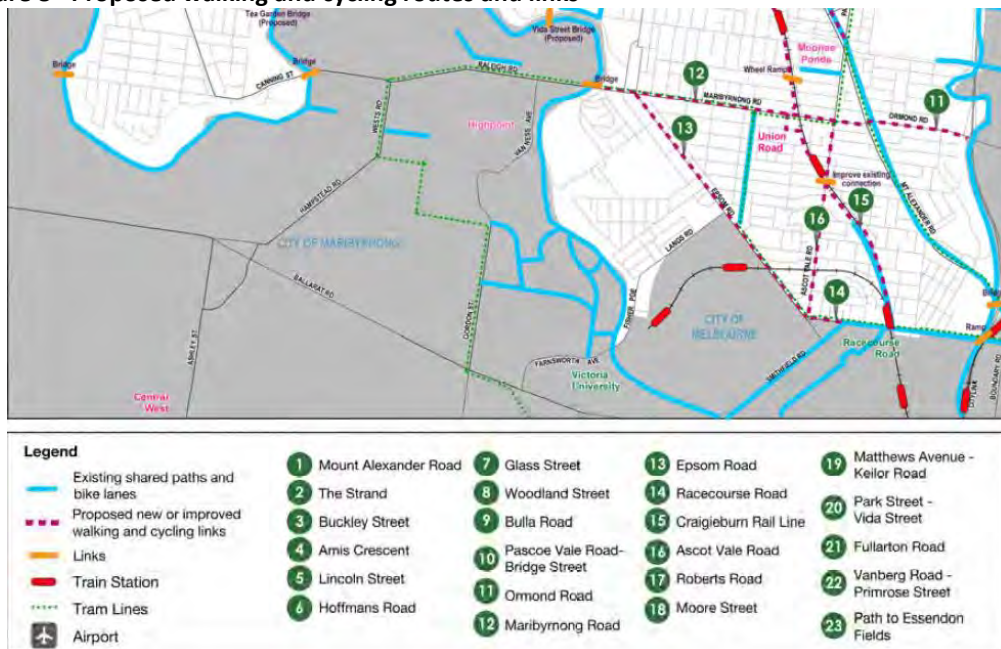 Proposed walking and cycling routes and links
Tea Garden Bridge
(Proposed)
Vida Street Bridge
(Proposed)
Bridge
CANNING ST
Bridge
RALEIGH RD
Bridge
12
MARIBYRNONG RD
Wheel Ramp
Moonee
Ponds
11
ORMOND RD
WESTS RD
Highpoint
VAN NESS AVE
13
Union
Road
Improve existing
connection
MT ALEXANDER RD
15
16
HAMPSTEAD RD
EPSOM RD
LANGS RD
ASCOT VALE RD
CITY OF MARIBYRNONG
BALLARAT RD
GORDON ST
FISHER PDE
CITY OF
MELBOURNE
14
Ramp
Racecourse
Road
ASHLEY ST
FARNSWORTH AVE
Victoria
University
SMITHFIELD RD
CITYLINK
BOUNDARY RD
Central
West
Legend
Existing shared paths and
bike lanes
Proposed new or improved
walking and cycling links
Links
Train Station
Tram Lines
Airport
1 Mount Alexander Road
2 The Strand
3 Buckley Street
4 Amis Crescent
5 Lincoln Street
6 Hoffmans Road
7 Glass Street
8 Woodland Street
9 Bulla Road
10 Pascoe Vale Road-
Bridge Street
11 Ormond Road
12 Maribyrnong Road
13 Epsom Road
14 Racecourse Road
15 Craigieburn Rail Line
16 Ascot Vale Road
17 Roberts Road
18 Moore Street
19 Matthews Avenue -
Keilor Road
20 Park Street -
Vida Street
21 Fullarton Road
22 Vanberg Road -
Primrose Street
23 Path to Essendon
Fields